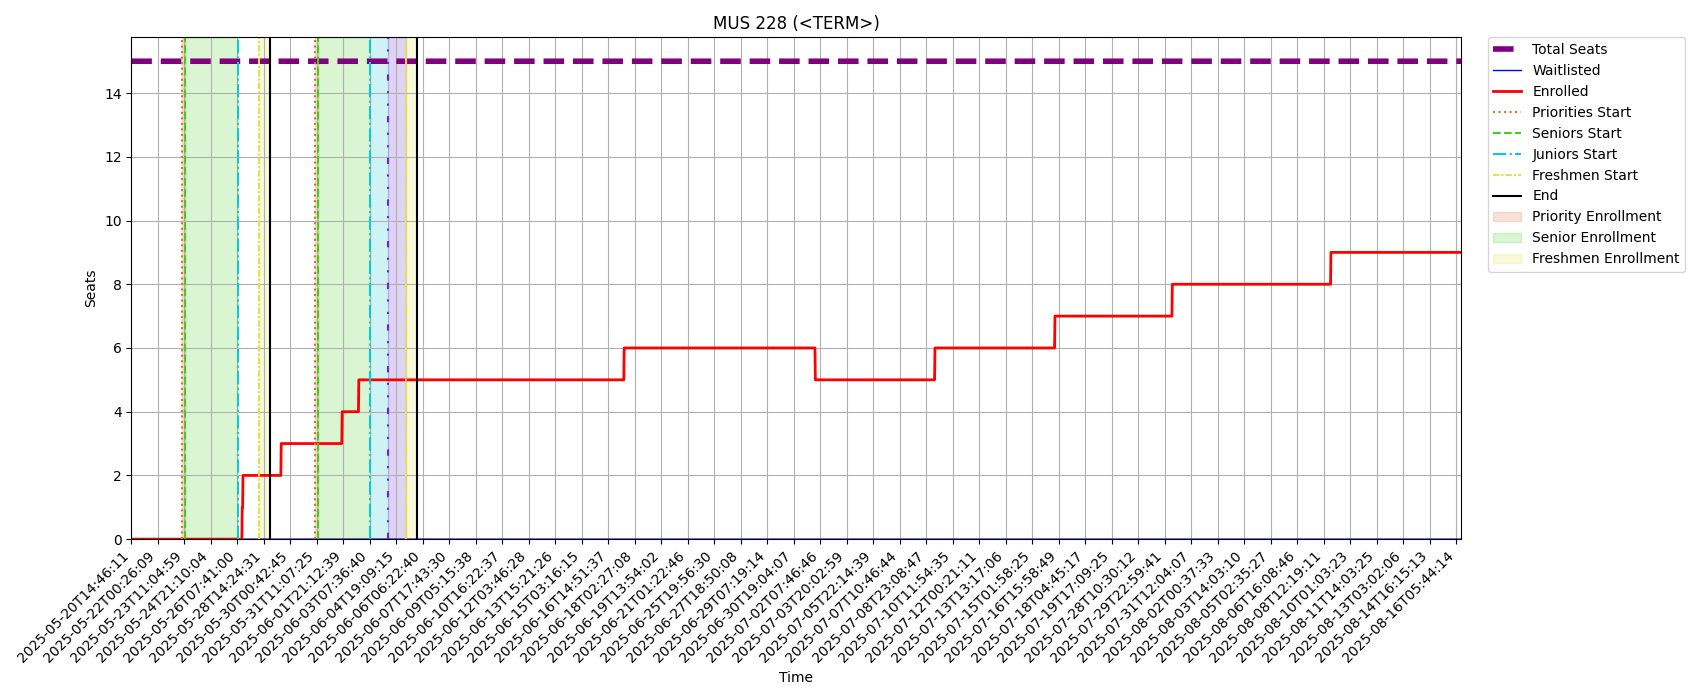 MUS 228 (<TERM>)
Total Seats
Waitlisted
Enrolled
Priorities Start
Seniors Start
Juniors Start
Freshmen Start
End
Priority Enrollment
Senior Enrollment
Freshmen Enrollment
Seats
14
12
10
8
6
4
2
0
2025-05-20T14:46:11
2025-05-22T00:26:09
2025-05-23T11:04:59
2025-05-24T21:10:04
2025-05-26T07:41:00
2025-05-28T14:24:31
2025-05-30T00:42:45
2025-05-31T11:07:25
2025-06-01T21:12:39
2025-06-03T07:36:40
2025-06-04T19:09:15
2025-06-06T06:22:40
2025-06-07T17:43:30
2025-06-09T05:15:38
2025-06-10T16:22:37
2025-06-12T03:46:28
2025-06-13T15:21:26
2025-06-15T03:16:15
2025-06-16T14:51:37
2025-06-18T02:27:08
2025-06-19T13:54:02
2025-06-21T01:22:46
2025-06-25T19:56:30
2025-06-27T18:50:08
2025-06-29T07:19:14
2025-06-30T19:04:07
2025-07-02T07:46:46
2025-07-03T20:02:59
2025-07-05T22:14:39
2025-07-07T10:46:44
2025-07-08T23:08:47
2025-07-10T11:54:35
2025-07-12T00:21:11
2025-07-13T13:17:06
2025-07-15T01:58:25
2025-07-16T15:58:49
2025-07-18T04:45:17
2025-07-19T17:09:25
2025-07-28T10:30:12
2025-07-29T22:59:41
2025-07-31T12:04:07
2025-08-02T00:37:33
2025-08-03T14:03:10
2025-08-05T02:35:27
2025-08-06T16:08:46
2025-08-08T12:19:11
2025-08-10T01:03:23
2025-08-11T14:03:25
2025-08-13T03:02:06
2025-08-14T16:15:13
2025-08-16T05:44:14
Time